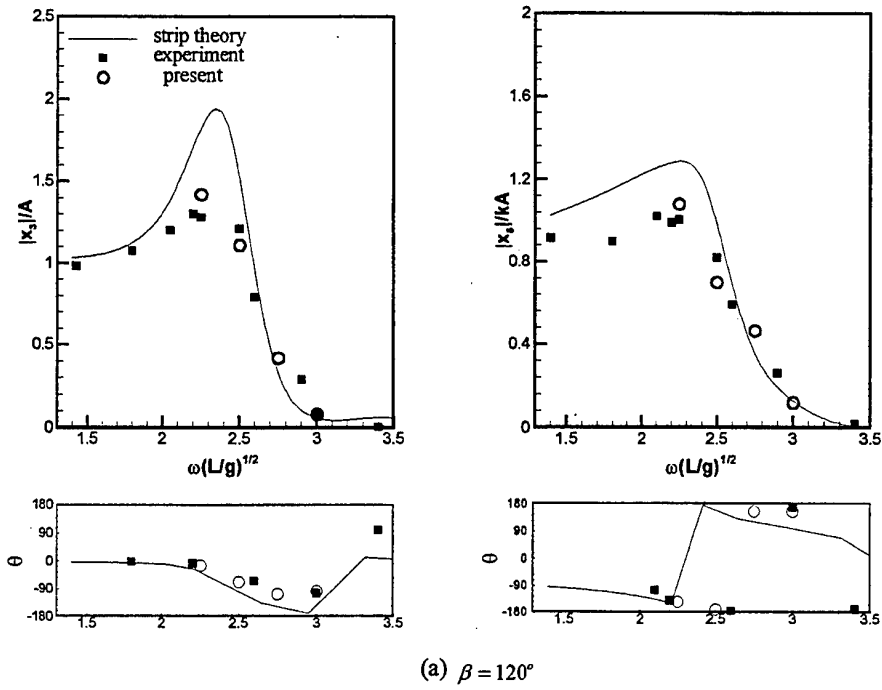 2.5
2
1.5
1
0.5
0
|x₃|/A
strip theory
experiment
present
1.5 2 2.5 3 3.5
ω(L/g)^1/2
2
1.6
1.2
0.8
0.4
0
|x₅|/kA
1.5 2 2.5 3 3.5
ω(L/g)^1/2
180
90
0
-90
-180
θ
1.5 2 2.5 3 3.5
180
90
0
-90
-180
θ
1.5 2 2.5 3 3.5
(a) β = 120°